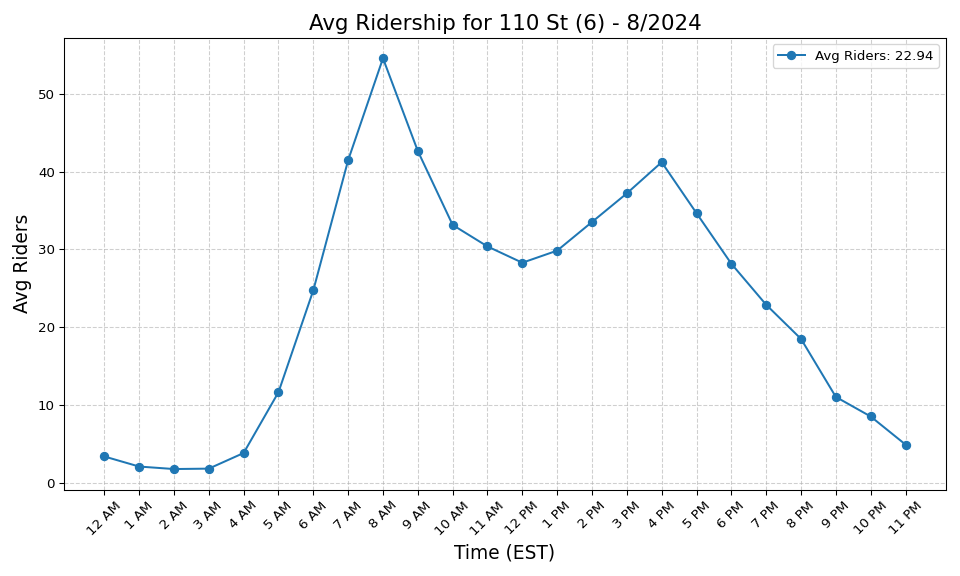 Avg Ridership for 110 St (6) - 8/2024
Avg Riders: 22.94
Avg Riders
50
40
30
20
10
0
12 AM
1 AM
2 AM
3 AM
4 AM
5 AM
6 AM
7 AM
8 AM
9 AM
10 AM
11 AM
12 PM
1 PM
2 PM
3 PM
4 PM
5 PM
6 PM
7 PM
8 PM
9 PM
10 PM
11 PM
Time (EST)